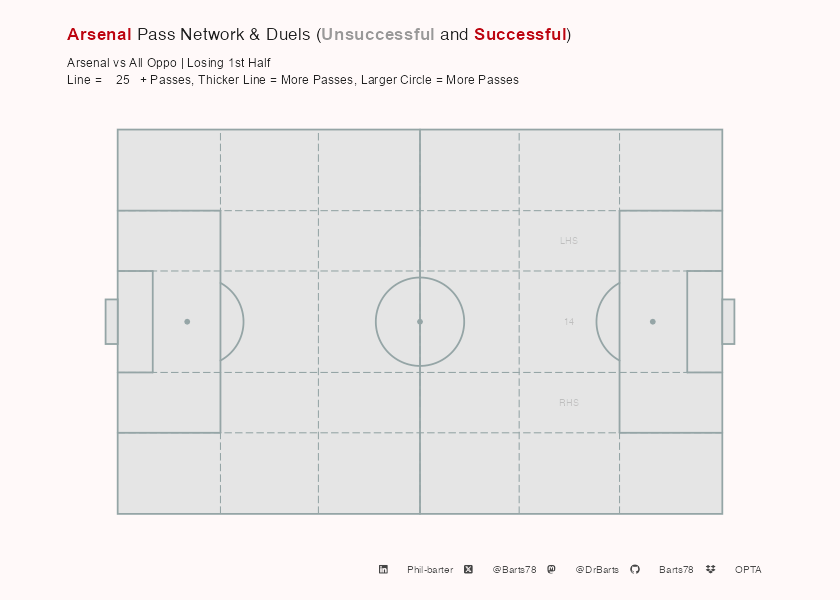 Arsenal Pass Network & Duels (Unsuccessful and Successful)
Arsenal vs All Oppo | Losing 1st Half
Line = 25 + Passes, Thicker Line = More Passes, Larger Circle = More Passes
LHS
14
RHS
Phil-barter @Barts78 @DrBarts Barts78 OPTA